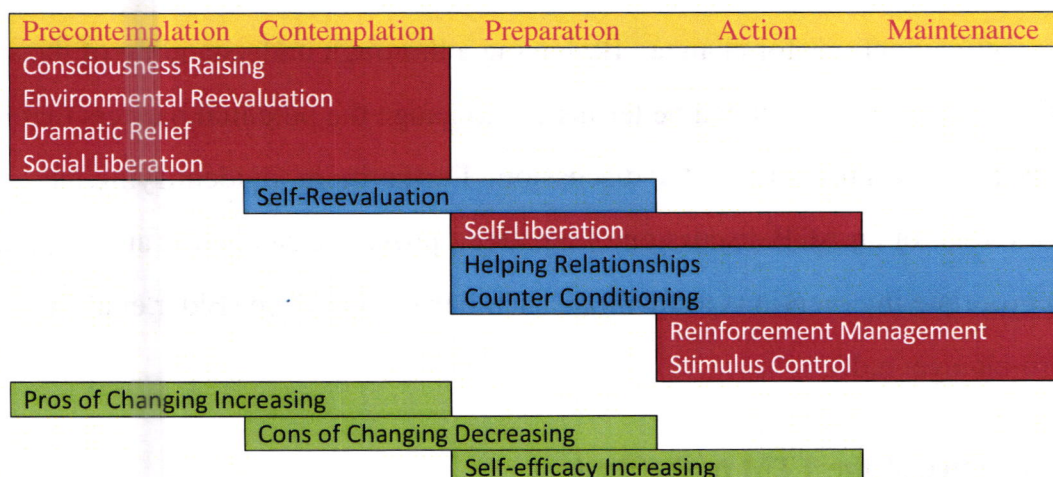 Precontemplation Contemplation Preparation Action Maintenance
Consciousness Raising
Environmental Reevaluation
Dramatic Relief
Social Liberation
Self-Reevaluation
Self-Liberation
Helping Relationships
Counter Conditioning
Reinforcement Management
Stimulus Control
Pros of Changing Increasing
Cons of Changing Decreasing
Self-efficacy Increasing